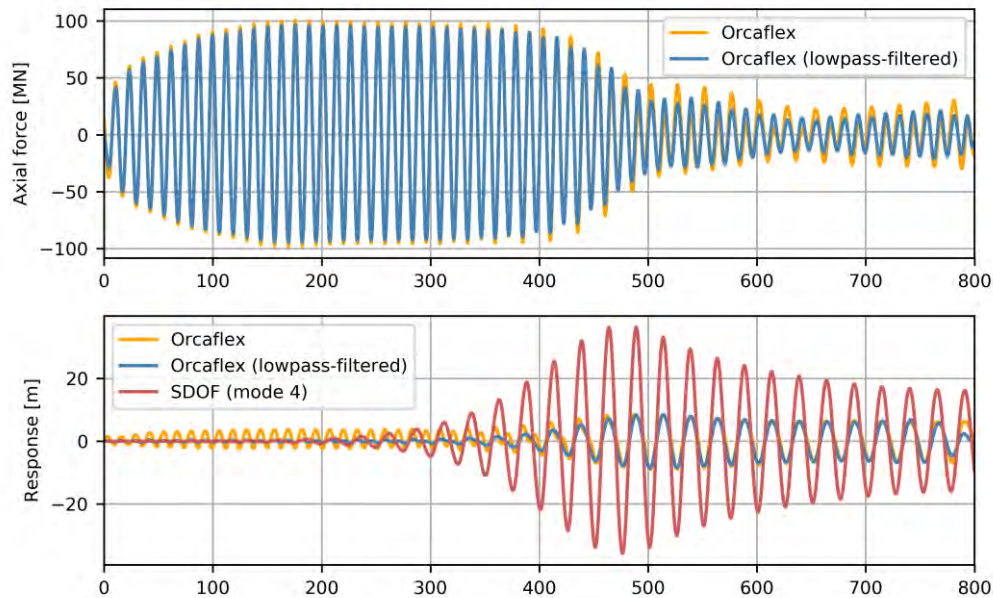 Axial force [MN]
100
50
0
−50
−100
Orcaflex
Orcaflex (lowpass-filtered)
0 100 200 300 400 500 600 700 800
Response [m]
20
0
−20
Orcaflex
Orcaflex (lowpass-filtered)
SDOF (mode 4)
0 100 200 300 400 500 600 700 800